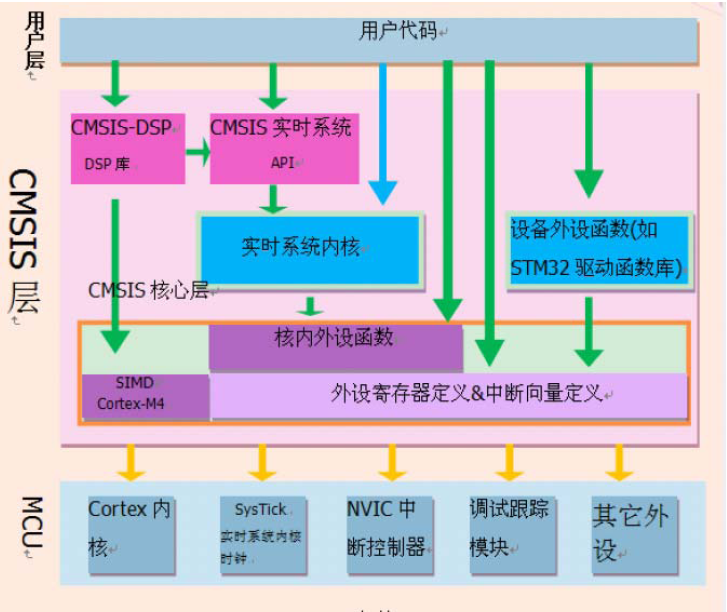 用户层
用户代码
CMSIS-DSP
DSP 库
CMSIS 实时系统
API
实时系统内核
设备外设函数(如
STM32 驱动函数库)
CMSIS 层
CMSIS 核心层
核内外设函数
SIMD
Cortex-M4
外设寄存器定义&中断向量定义
MCU
Cortex 内
核
SysTick
实时系统内核
时钟
NVIC 中
断控制器
调试跟踪
模块
其它外
设